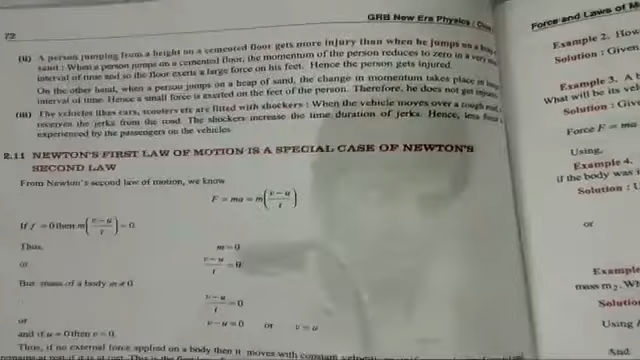 72
GRB New Era Physics
(ii) A person jumping from a height on a cemented floor gets more injury than when he jumps on a heap
sand : When a person jumps on a cemented floor, the momentum of the person reduces to zero in a very
interval of time and so the floor exerts a large force on his feet. Hence the person gets injured.
On the other hand, when a person jumps on a heap of sand, the change in momentum takes place in
interval of time. Hence a small force is exerted on the feet of the person. Therefore, he does not get injured.
(iii) The vehicles likes cars, scooters etc are fitted with shockers : When the vehicle moves over a rough road,
receives the jerks from the road. The shockers increase the time duration of jerks. Hence, less force
experienced by the passengers on the vehicles.
2.11 NEWTON'S FIRST LAW OF MOTION IS A SPECIAL CASE OF NEWTON'S
SECOND LAW
From Newton's second law of motion, we know
F = ma = m((v − u)/t)
If f = 0 then m((v − u)/t) = 0
Thus, m = 0
or (v − u)/t = 0
But mass of a body m ≠ 0
(v − u)/t = 0
or v − u = 0 or v = u
and if u = 0 then v = 0.
Thus, if no external force applied on a body then it moves with constant
remains at rest if it is at rest. This is the
Force and Laws of
Example 2. How
Solution : Given
Example 3. A
What will be its vel
Solution : Give
Force F = ma
Using,
Example 4.
if the body was i
Solution : U
or
Example
mass m₂. Wh
Solution
Using
And